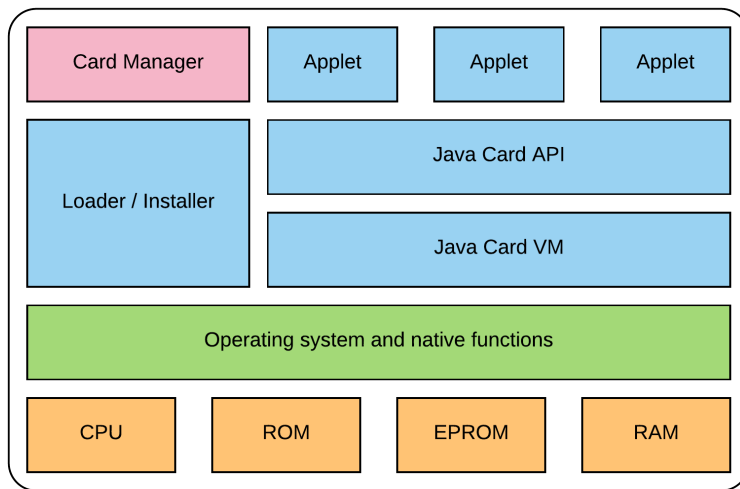 Card Manager
Applet
Applet
Applet
Loader / Installer
Java Card API
Java Card VM
Operating system and native functions
CPU
ROM
EPROM
RAM